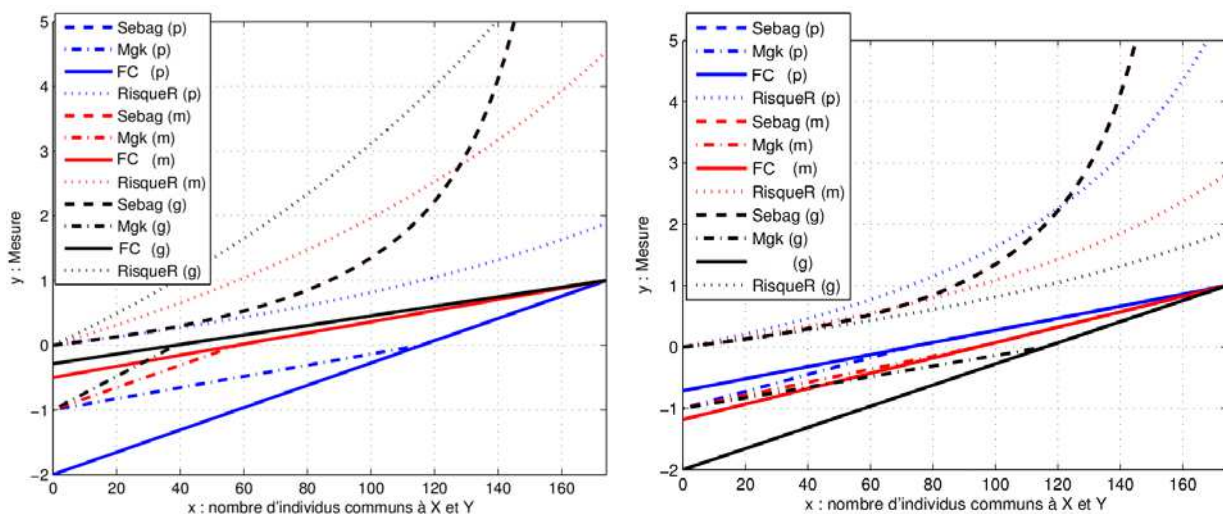 5
4
3
2
1
0
−1
−2
y : Mesure
Sebag (p)
Mgk (p)
FC (p)
RisqueR (p)
Sebag (m)
Mgk (m)
FC (m)
RisqueR (m)
Sebag (g)
Mgk (g)
FC (g)
RisqueR (g)
0 20 40 60 80 100 120 140 160
x : nombre d'individus communs à X et Y
5
4
3
2
1
0
−1
−2
y : Mesure
Sebag (p)
Mgk (p)
FC (p)
RisqueR (p)
Sebag (m)
Mgk (m)
FC (m)
RisqueR (m)
Sebag (g)
Mgk (g)
(g)
RisqueR (g)
0 20 40 60 80 100 120 140 160
x : nombre d'individus communs à X et Y